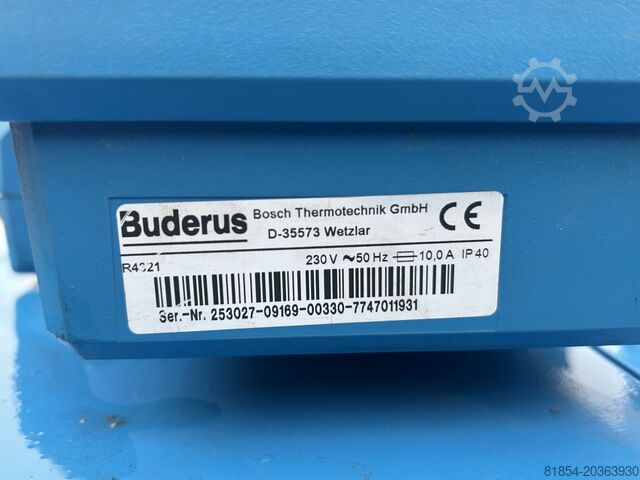 Buderus Bosch Thermotechnik GmbH CE
D-35573 Wetzlar
R4321 230 V ~50 Hz 10,0 A IP 40
Ser.-Nr. 253027-09169-00330-7747011931
81854-20363930